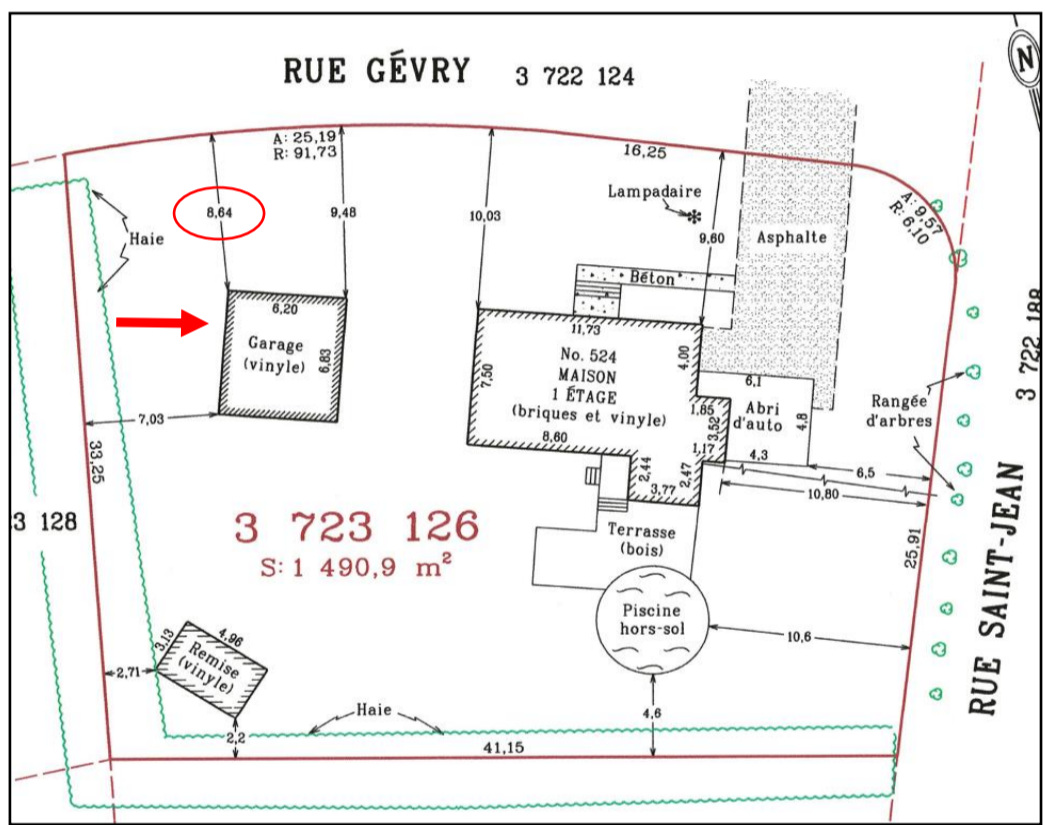 RUE GÉVRY 3 722 124
N
A: 25,19
R: 91,73
16,25
Lampadaire
8,64
9,48
10,03
9,60
A: 9,57
R: 6,10
Haie
Asphalte
Béton
6,20
Garage
(vinyle)
6,83
11,73
No. 524
MAISON
1 ÉTAGE
(briques et vinyle)
7,50
4,00
8,60
6,1
1,85
Abri
d'auto
4,8
3,52
1,17
4,3
Rangée
d'arbres
3 722 188
7,03
33,25
2,44
2,47
3,77
6,5
10,80
3 128
3 723 126
S: 1 490,9 m²
Terrasse
(bois)
25,91
RUE SAINT-JEAN
Piscine
hors-sol
10,6
3,13
4,96
Remise
(vinyle)
2,71
2,2
Haie
4,6
41,15